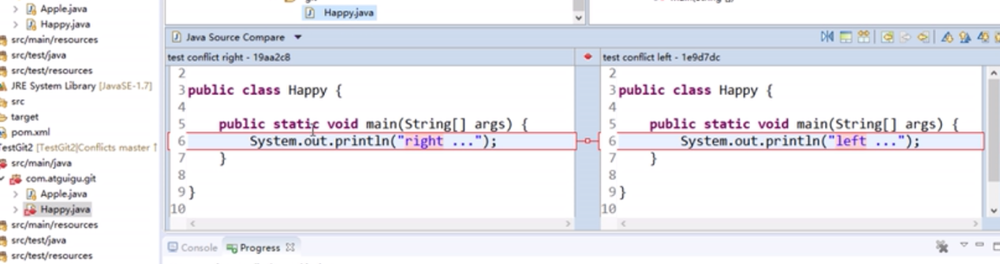 Apple.java
Happy.java
src/main/resources
src/test/java
src/test/resources
JRE System Library [JavaSE-1.7]
src
target
pom.xml
TestGit2 [TestGit2|Conflicts master
src/main/java
com.atguigu.git
Apple.java
Happy.java
src/main/resources
src/test/java
src/test/resources
Happy.java
Java Source Compare
test conflict right - 19aa2c8
2
3 public class Happy {
4
5 public static void main(String[] args) {
6 System.out.println("right ...");
7 }
8
9 }
10
test conflict left - 1e9d7dc
2
3 public class Happy {
4
5 public static void main(String[] args) {
6 System.out.println("left ...");
7 }
8
9 }
10
Console
Progress